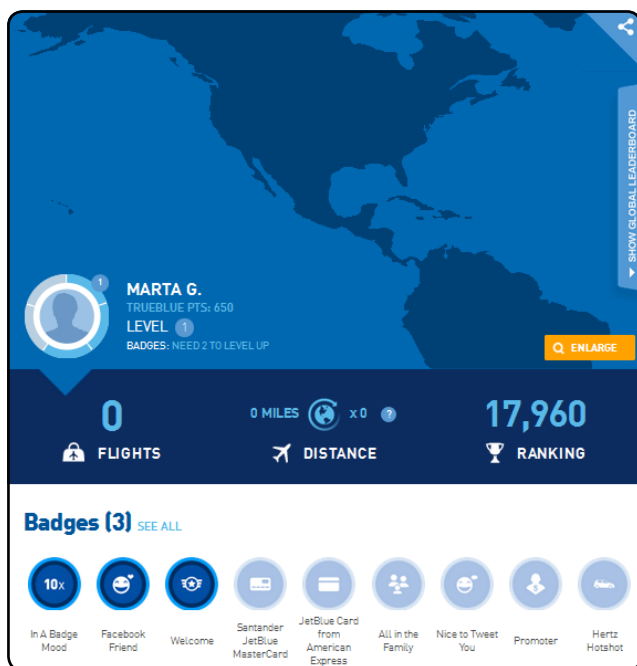 SHOW GLOBAL LEADERBOARD
1
MARTA G.
TRUEBLUE PTS: 650
LEVEL 1
BADGES: NEED 2 TO LEVEL UP
ENLARGE
0
FLIGHTS
0 MILES x 0 ?
DISTANCE
17,960
RANKING
Badges (3) SEE ALL
10x
In A Badge
Mood
Facebook
Friend
Welcome
Santander
JetBlue
MasterCard
JetBlue Card
from
American
Express
All in the
Family
Nice to Tweet
You
Promoter
Hertz
Hotshot